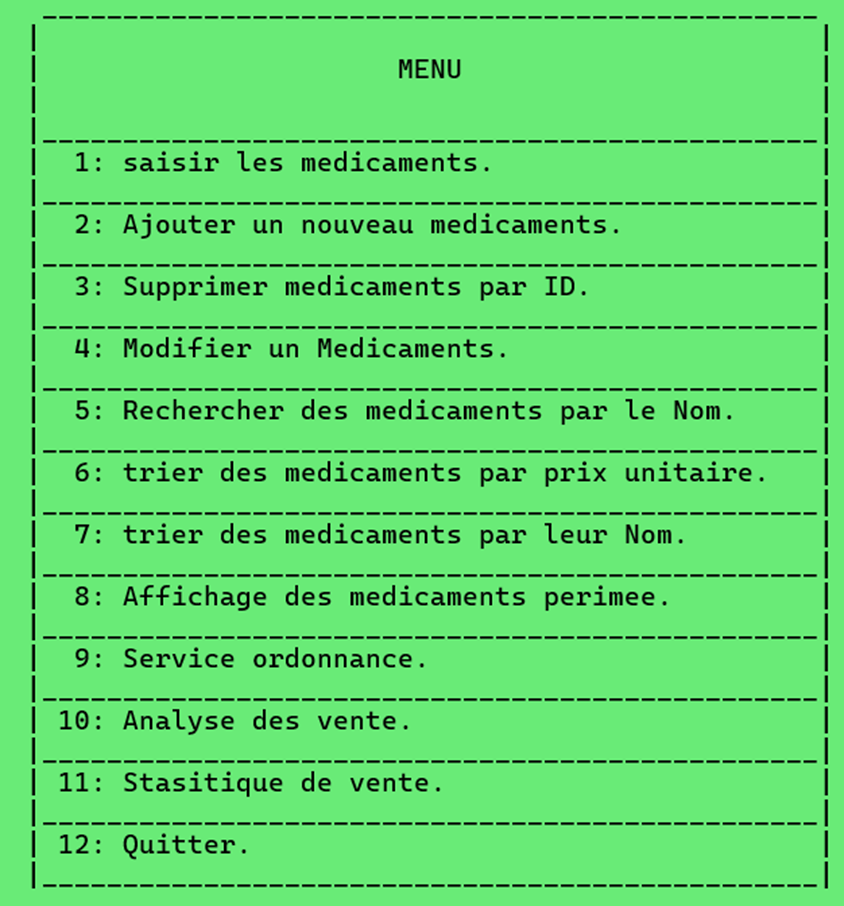 MENU
1: saisir les medicaments.
2: Ajouter un nouveau medicaments.
3: Supprimer medicaments par ID.
4: Modifier un Medicaments.
5: Rechercher des medicaments par le Nom.
6: trier des medicaments par prix unitaire.
7: trier des medicaments par leur Nom.
8: Affichage des medicaments perimee.
9: Service ordonnance.
10: Analyse des vente.
11: Stasitique de vente.
12: Quitter.